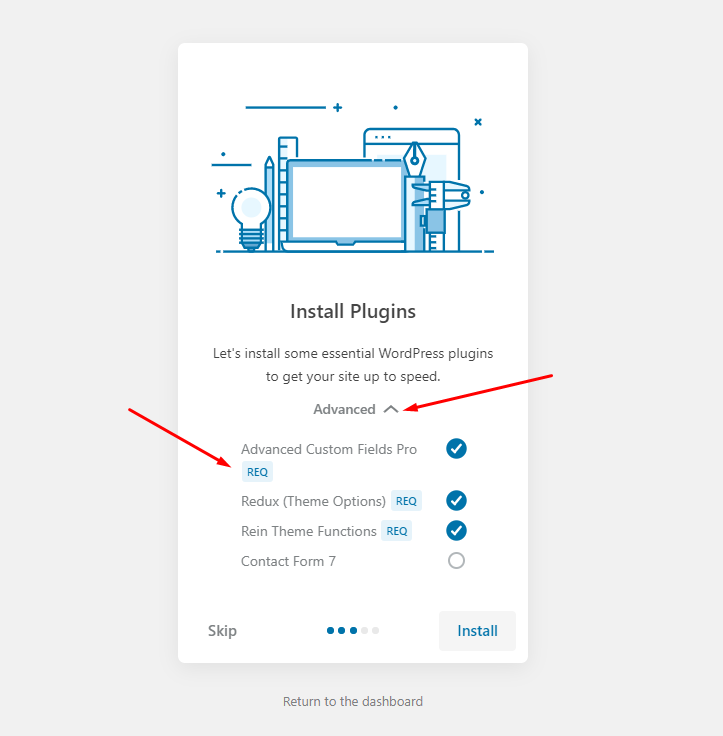 Install Plugins
Let's install some essential WordPress plugins
to get your site up to speed.
Advanced
Advanced Custom Fields Pro
REQ
Redux (Theme Options) REQ
Rein Theme Functions REQ
Contact Form 7
Skip
Install
Return to the dashboard